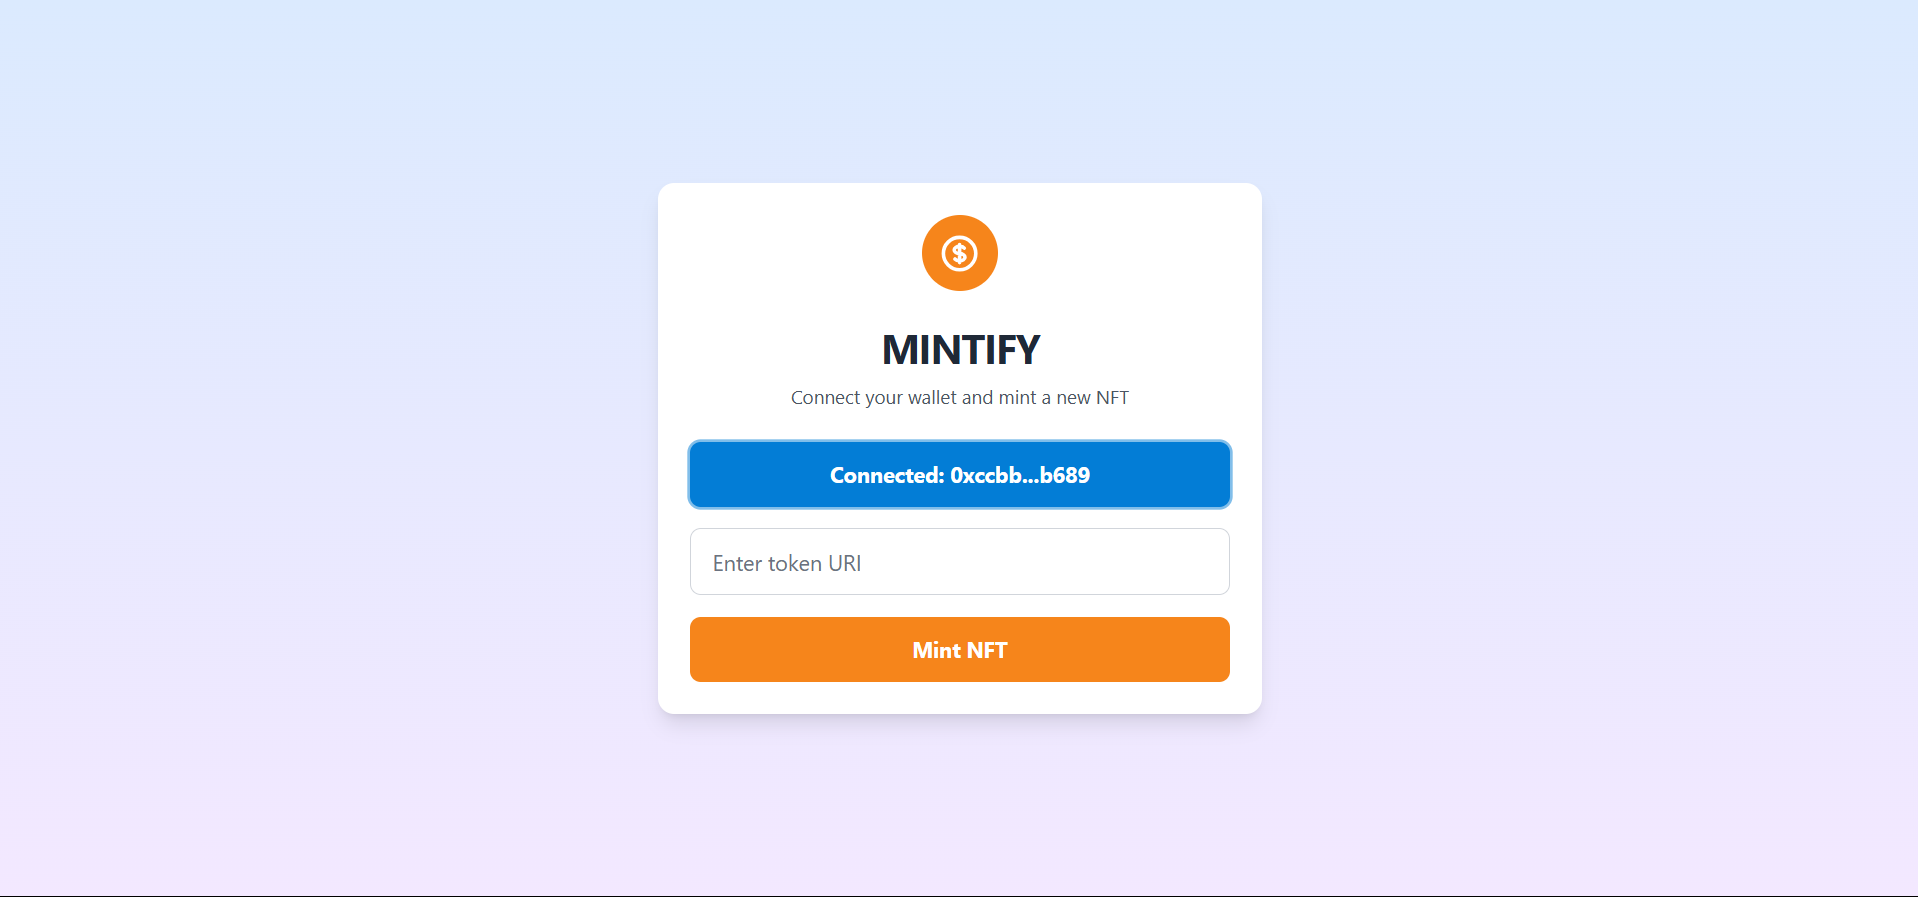 MINTIFY
Connect your wallet and mint a new NFT
Connected: 0xccbb...b689
Enter token URI
Mint NFT